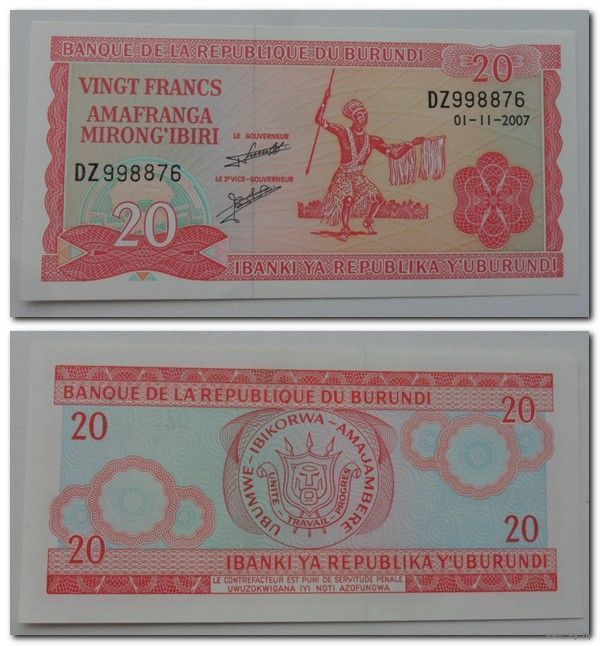 BANQUE DE LA REPUBLIQUE DU BURUNDI
20
VINGT FRANCS
AMAFRANGA
MIRONG'IBIRI
DZ998876
01-11-2007
LE GOUVERNEUR
DZ998876
LE 2e VICE-GOUVERNEUR
20
IBANKI YA REPUBLIKA Y'UBURUNDI
BANQUE DE LA REPUBLIQUE DU BURUNDI
20
20
UBUMWE - IBIKORWA - AMAJAMBERE
UNITE - TRAVAIL - PROGRES
20
20
IBANKI YA REPUBLIKA Y'UBURUNDI
LE CONTREFACTEUR EST PUNI DE SERVITUDE PENALE
UWUZOKWIGANA IYI NOTI AZOFUNGWA